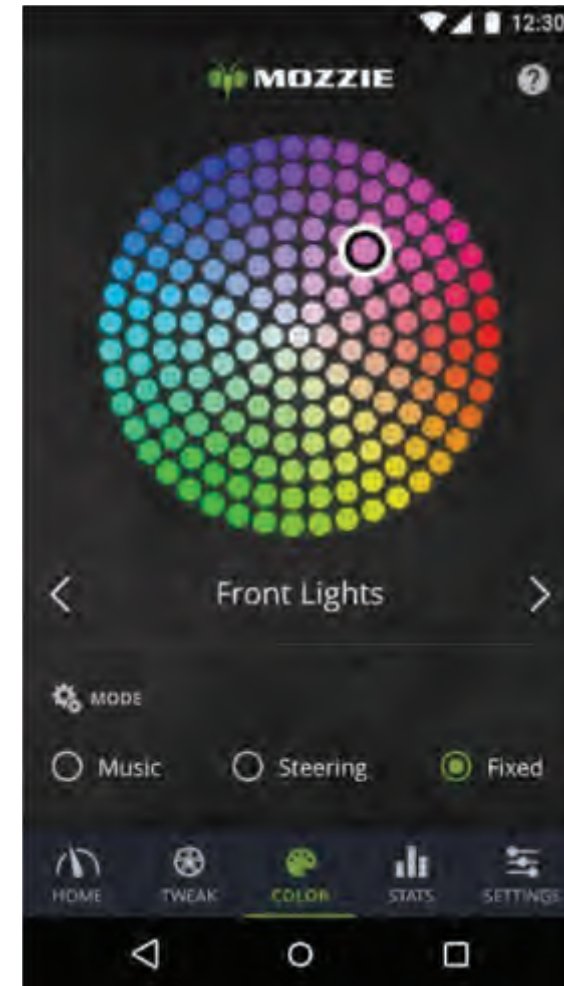 12:30
MOZZIE
?
Front Lights
MODE
Music Steering Fixed
HOME TWEAK COLOR STATS SETTINGS